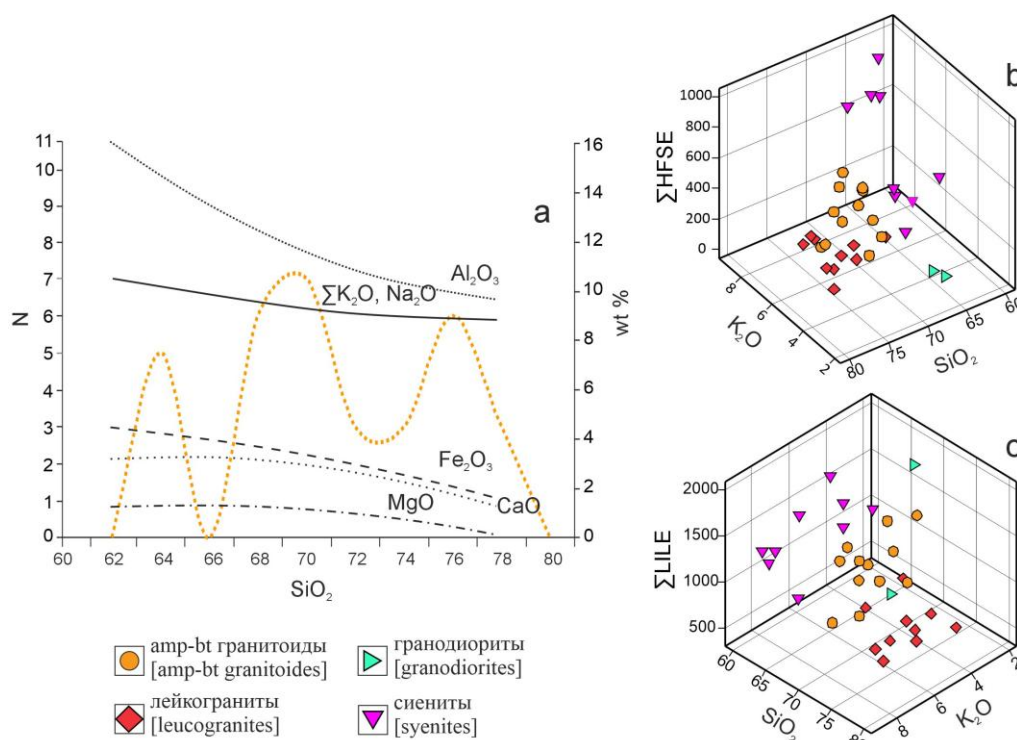 a
N
11
10
9
8
7
6
5
4
3
2
1
0
60
62
64
66
68
70
72
74
76
78
80
SiO₂
16
14
12
10
8
6
4
2
0
wt %
Al₂O₃
∑K₂O, Na₂O
Fe₂O₃
MgO
CaO
b
∑HFSE
1000
800
600
400
200
0
8
6
4
2
K₂O
80
75
70
65
60
SiO₂
c
∑LILE
2000
1500
1000
500
60
65
70
75
80
SiO₂
8
6
4
2
K₂O
amp-bt гранитоиды
[amp-bt granitoides]
лейкограниты
[leucogranites]
гранодиориты
[granodiorites]
сиениты
[syenites]